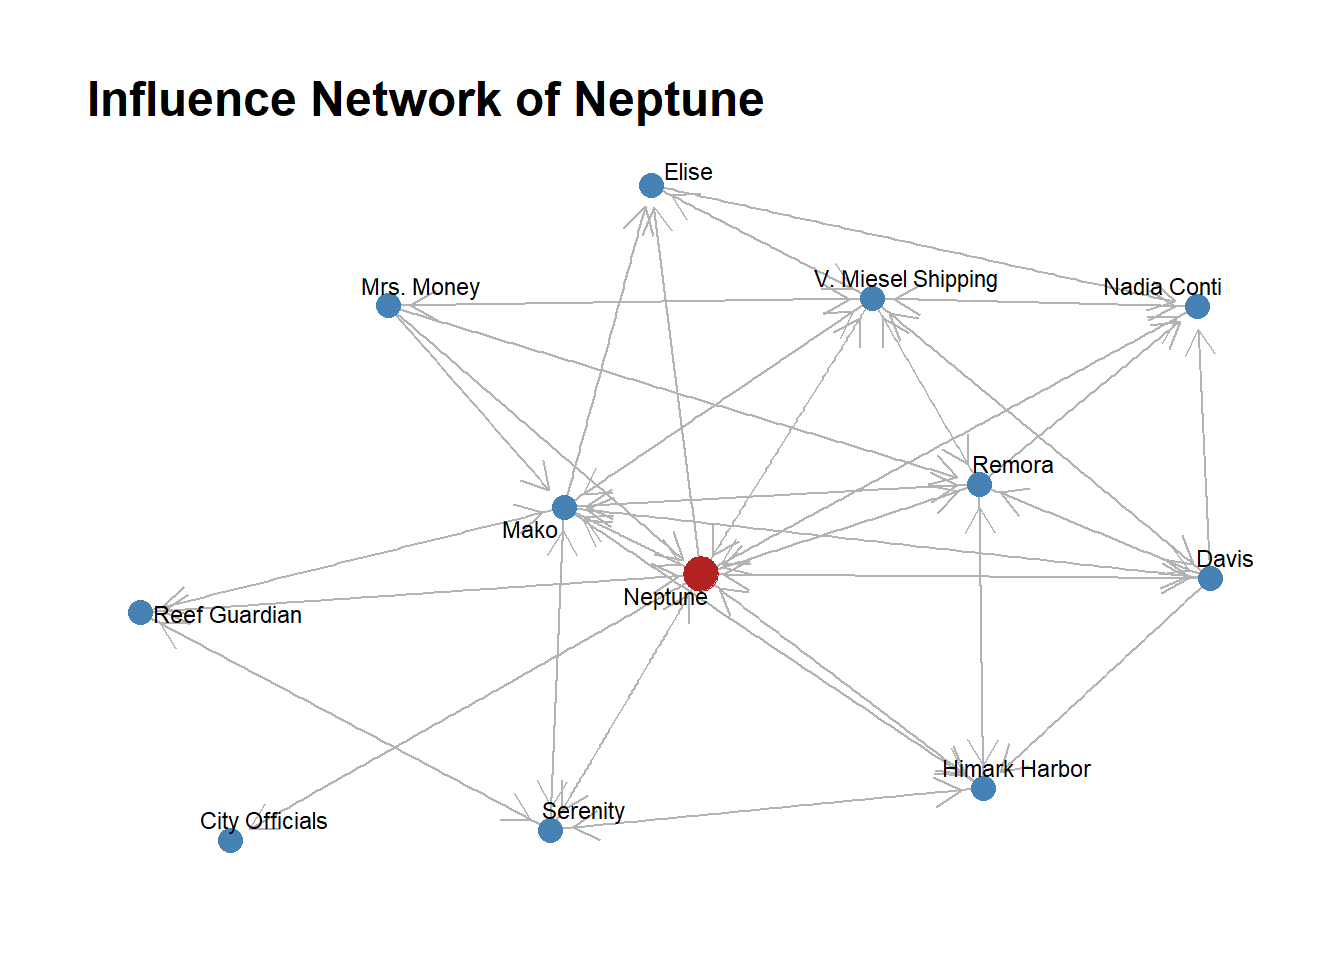 Influence Network of Neptune
Elise
V. Miesel Shipping
Mrs. Money
Nadia Conti
Remora
Mako
Davis
Neptune
Reef Guardian
Himark Harbor
Serenity
City Officials